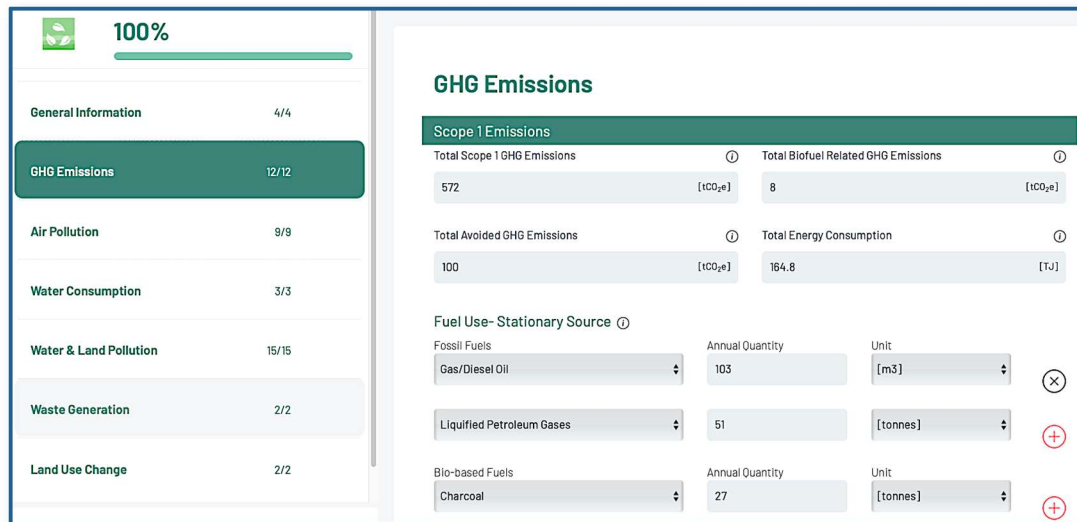 100%
General Information 4/4
GHG Emissions 12/12
Air Pollution 9/9
Water Consumption 3/3
Water & Land Pollution 15/15
Waste Generation 2/2
Land Use Change 2/2
GHG Emissions
Scope 1 Emissions
Total Scope 1 GHG Emissions Total Biofuel Related GHG Emissions
572 [tCO₂e] 8 [tCO₂e]
Total Avoided GHG Emissions Total Energy Consumption
100 [tCO₂e] 164.8 [TJ]
Fuel Use- Stationary Source
Fossil Fuels Annual Quantity Unit
Gas/Diesel Oil 103 [m3]
Liquified Petroleum Gases 51 [tonnes]
Bio-based Fuels Annual Quantity Unit
Charcoal 27 [tonnes]